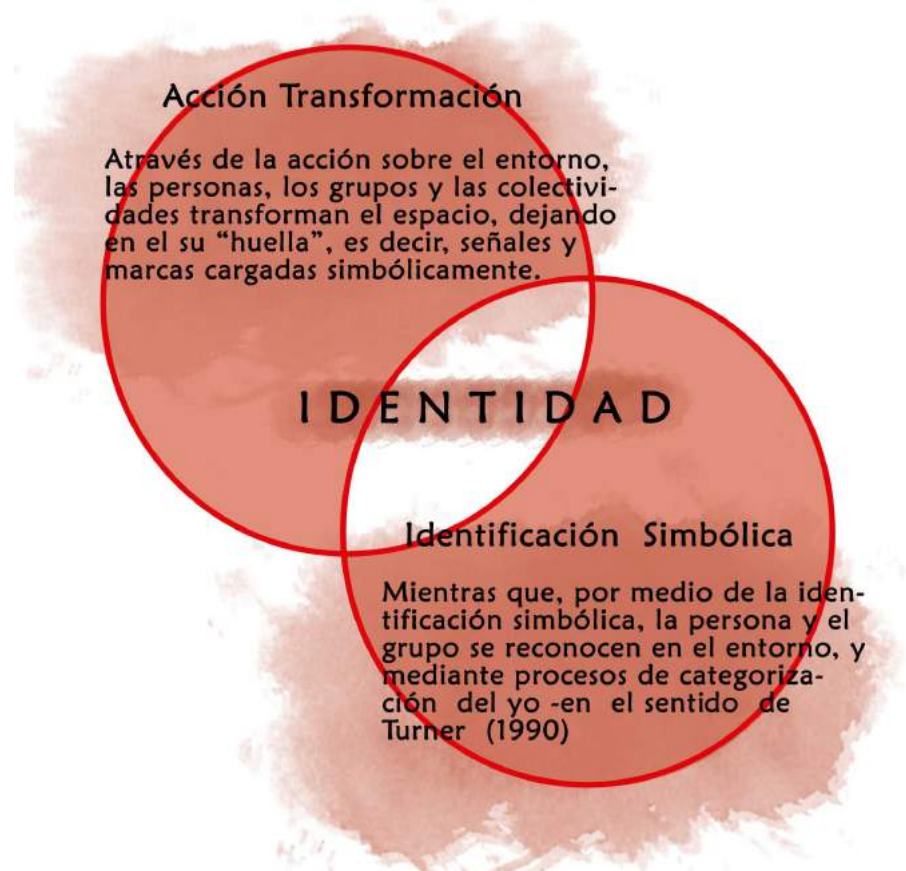 Acción Transformación
Através de la acción sobre el entorno,
las personas, los grupos y las colectivi-
dades transforman el espacio, dejando
en el su “huella”, es decir, señales y
marcas cargadas simbólicamente.
IDENTIDAD
Identificación Simbólica
Mientras que, por medio de la iden-
tificación simbólica, la persona y el
grupo se reconocen en el entorno, y
mediante procesos de categoriza-
ción del yo -en el sentido de
Turner (1990)